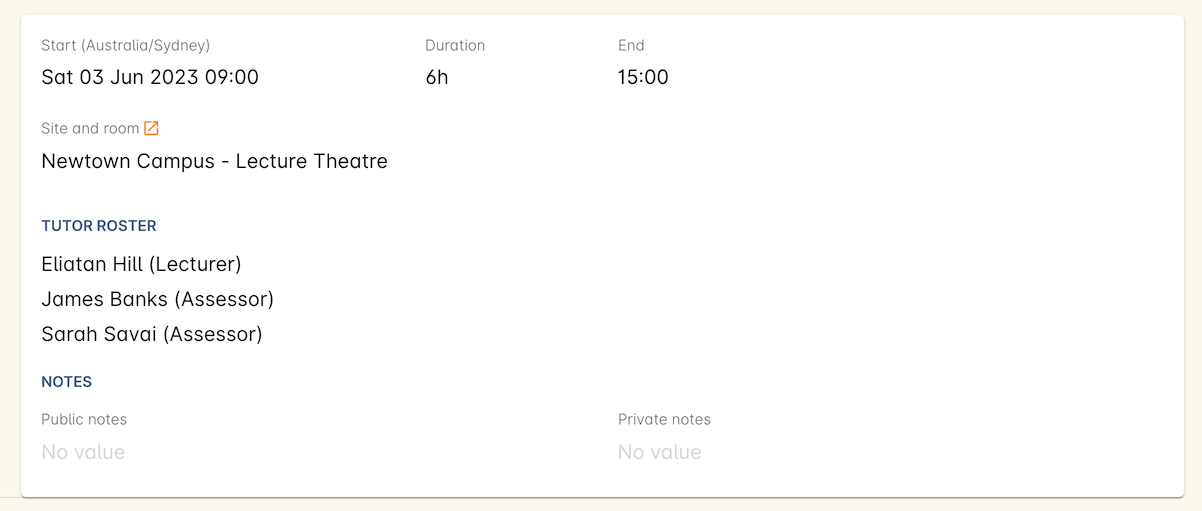 Start (Australia/Sydney) Duration End
Sat 03 Jun 2023 09:00 6h 15:00
Site and room
Newtown Campus - Lecture Theatre
TUTOR ROSTER
Eliatan Hill (Lecturer)
James Banks (Assessor)
Sarah Savai (Assessor)
NOTES
Public notes Private notes
No value No value